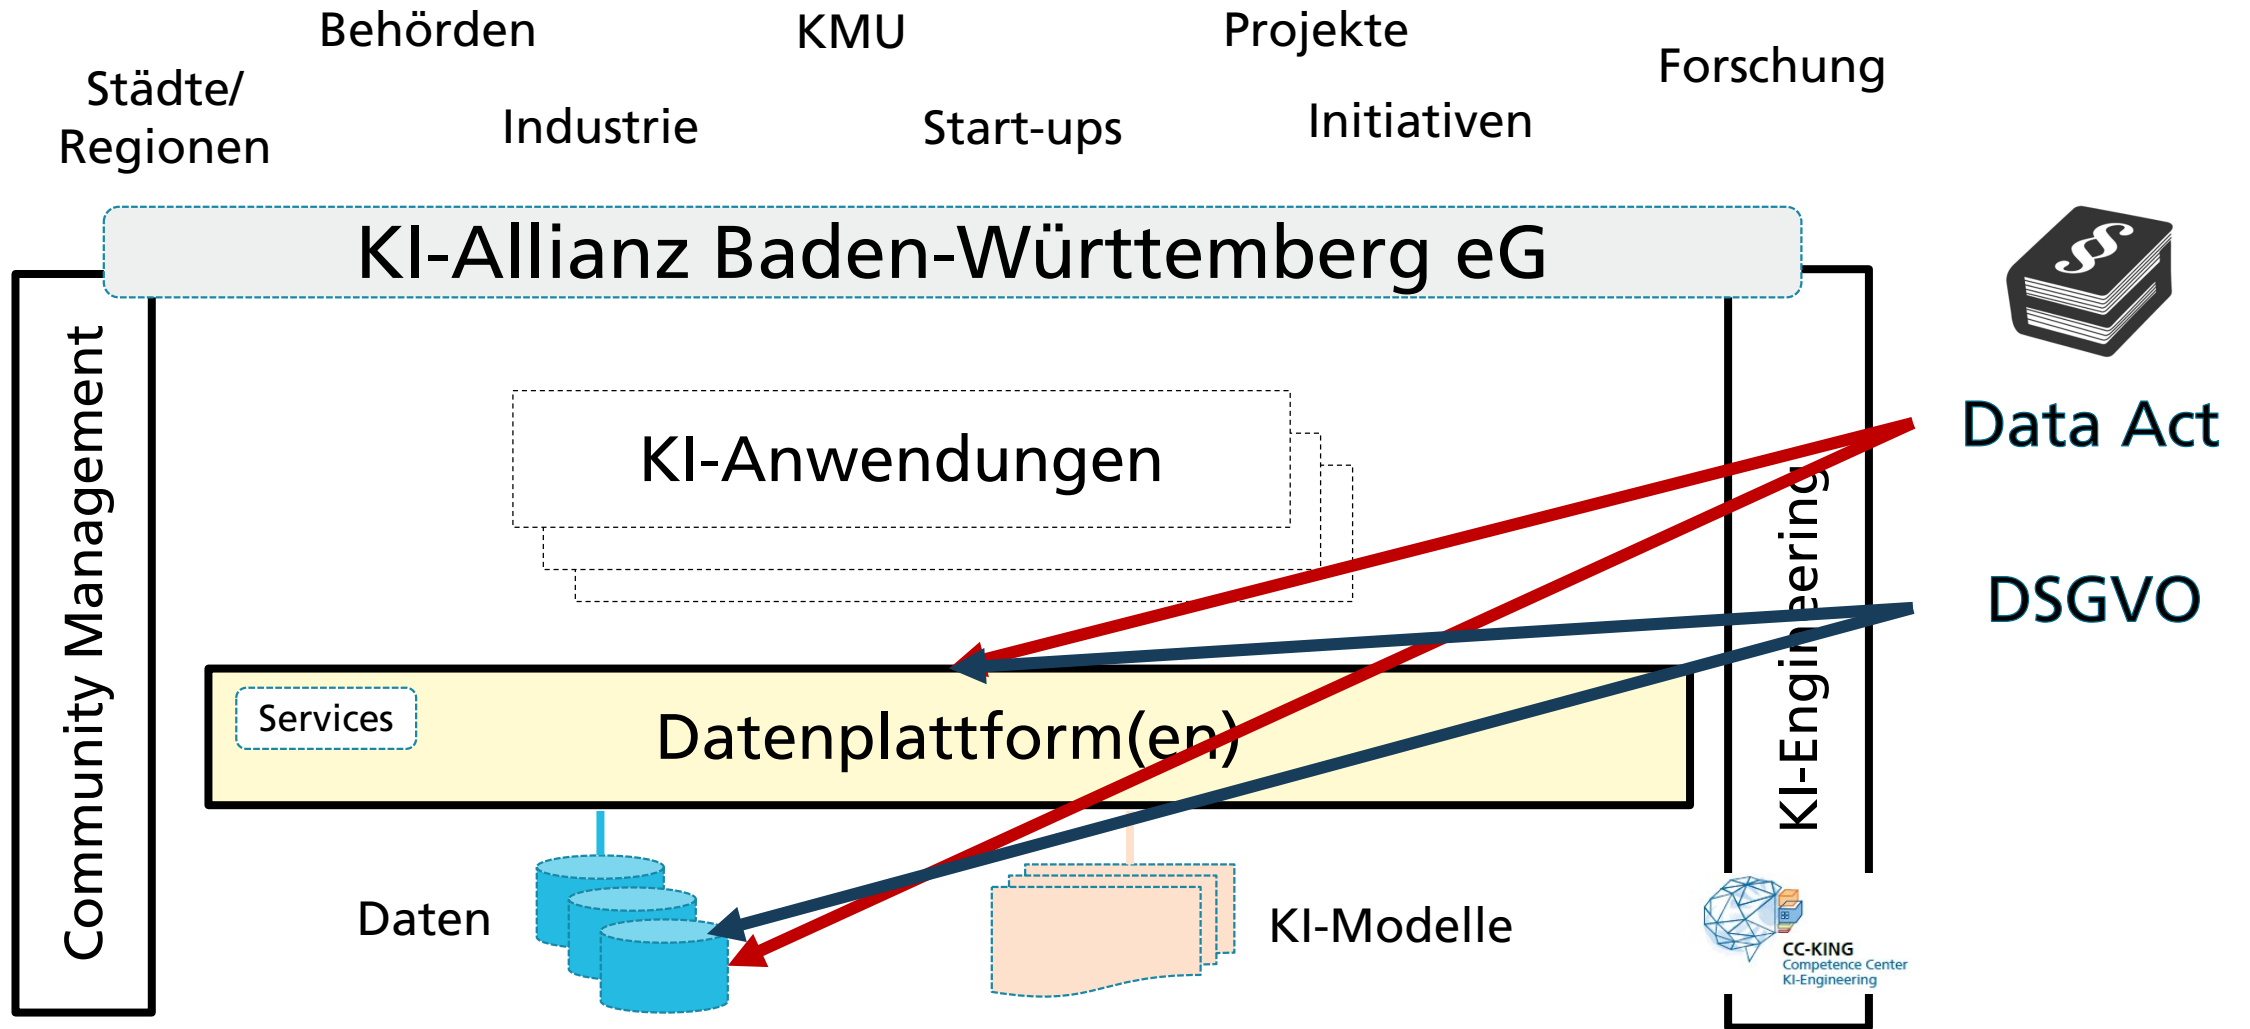 Behörden
KMU
Projekte
Forschung
Städte/
Regionen
Industrie
Start-ups
Initiativen
KI-Allianz Baden-Württemberg eG
§
Community Management
KI-Anwendungen
Data Act
KI-Engineering
DSGVO
Services
Datenplattform(en)
Daten
KI-Modelle
CC-KING
Competence Center
KI-Engineering